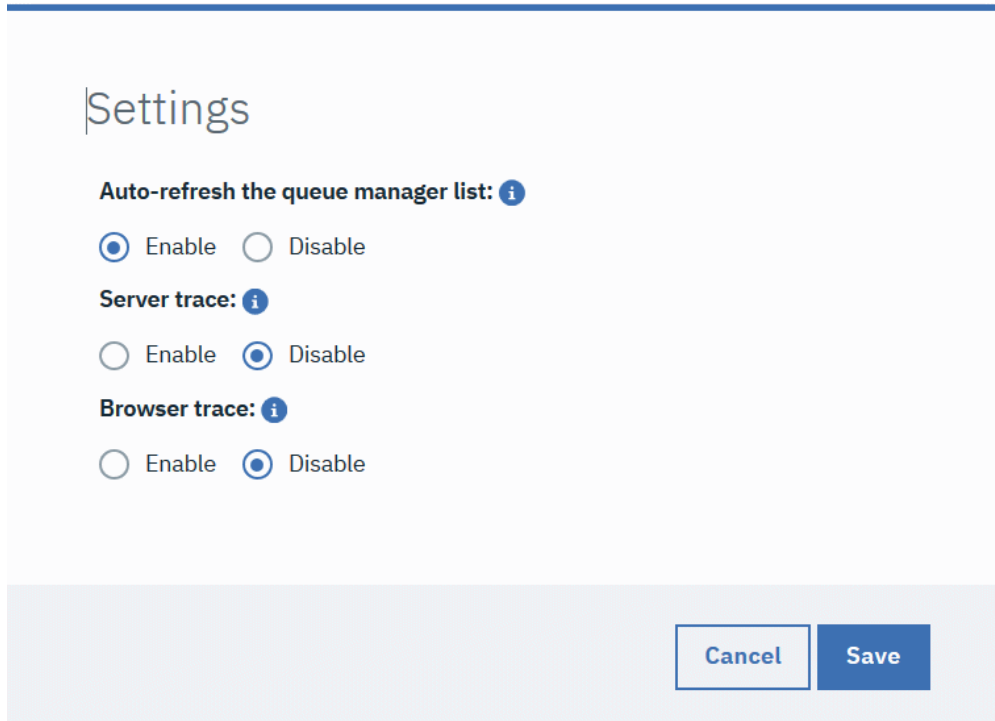 Settings
Auto-refresh the queue manager list: i
Enable Disable
Server trace: i
Enable Disable
Browser trace: i
Enable Disable
Cancel Save